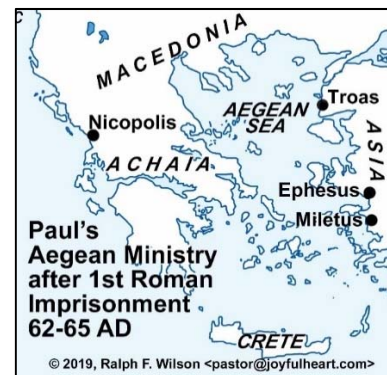 MACEDONIA
Troas
AEGEAN
SEA
Nicopolis
ACHAIA
ASIA
Ephesus
Miletus
Paul's
Aegean Ministry
after 1st Roman
Imprisonment
62-65 AD
CRETE
© 2019, Ralph F. Wilson <pastor@joyfulheart.com>